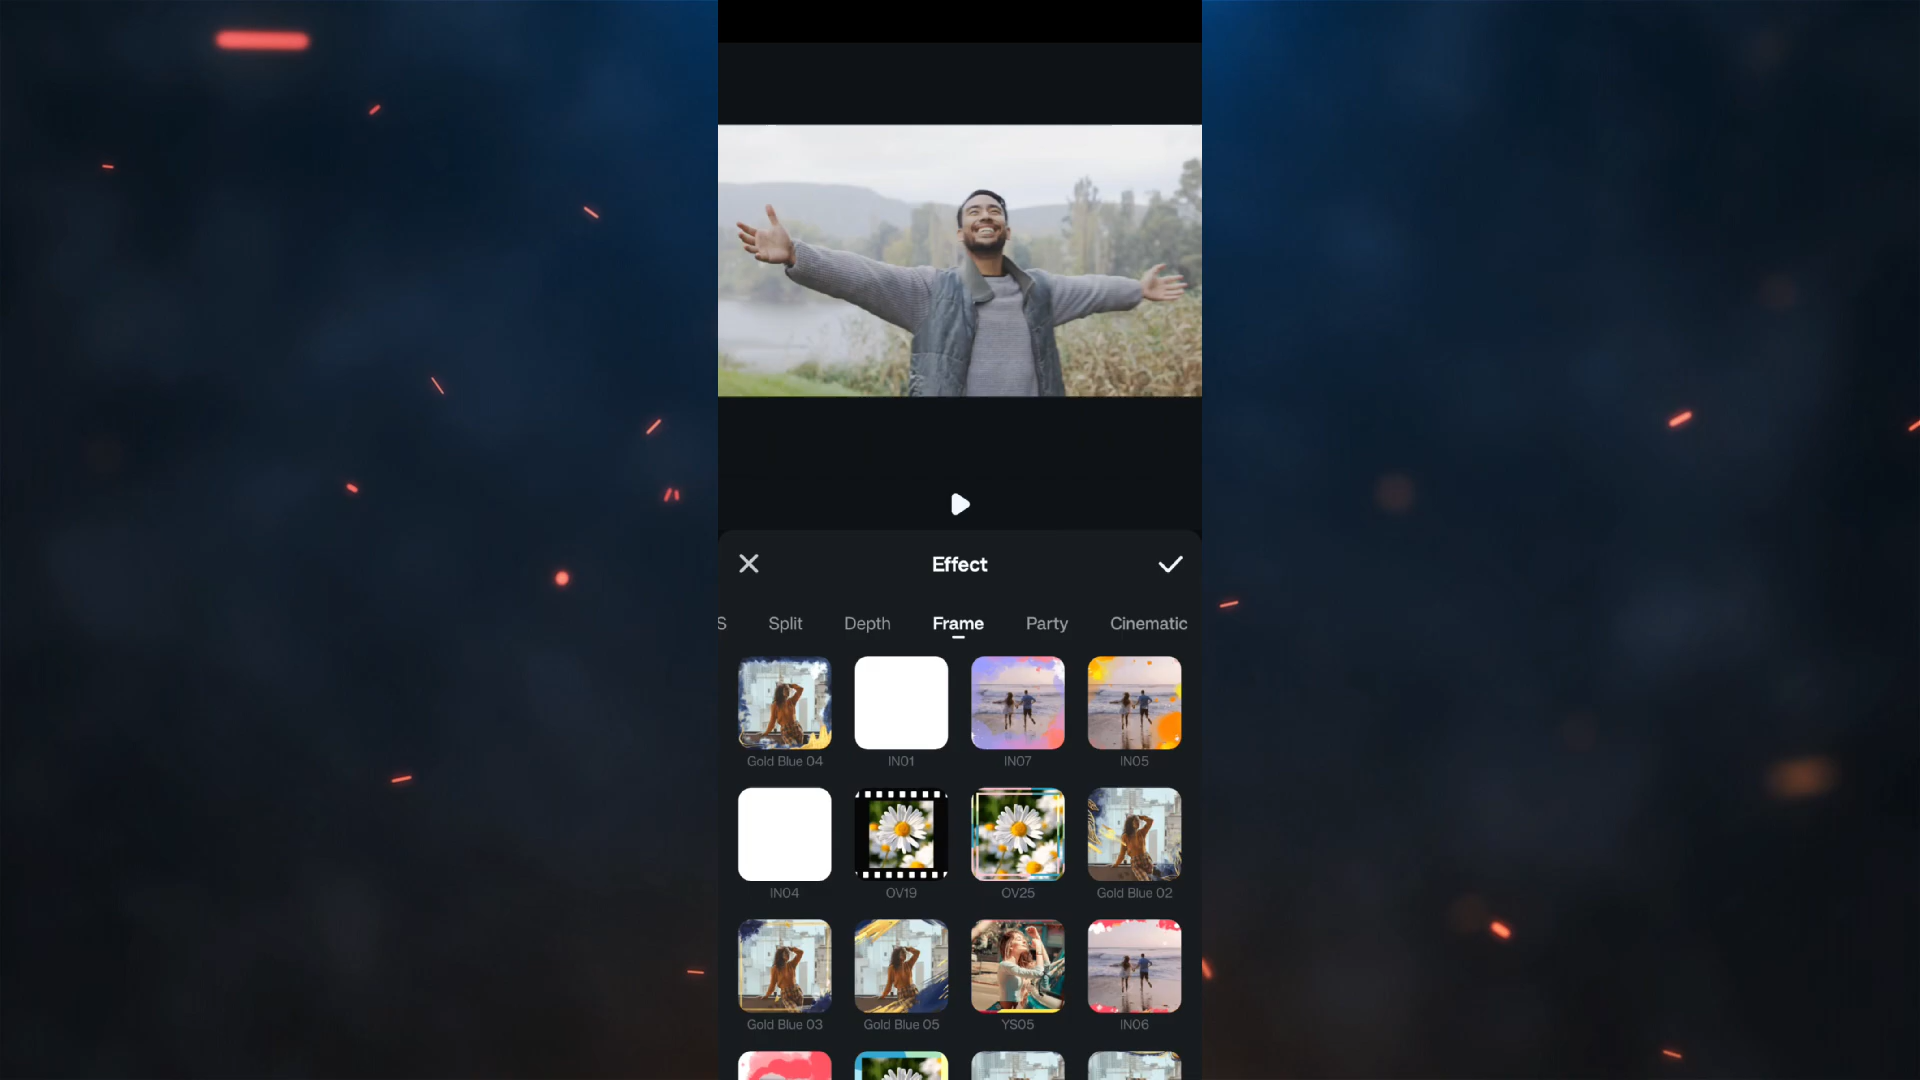 Effect
S Split Depth Frame Party Cinematic
Gold Blue 04 IN01 IN07 IN05
IN04 OV19 OV25 Gold Blue 02
Gold Blue 03 Gold Blue 05 YS05 IN06